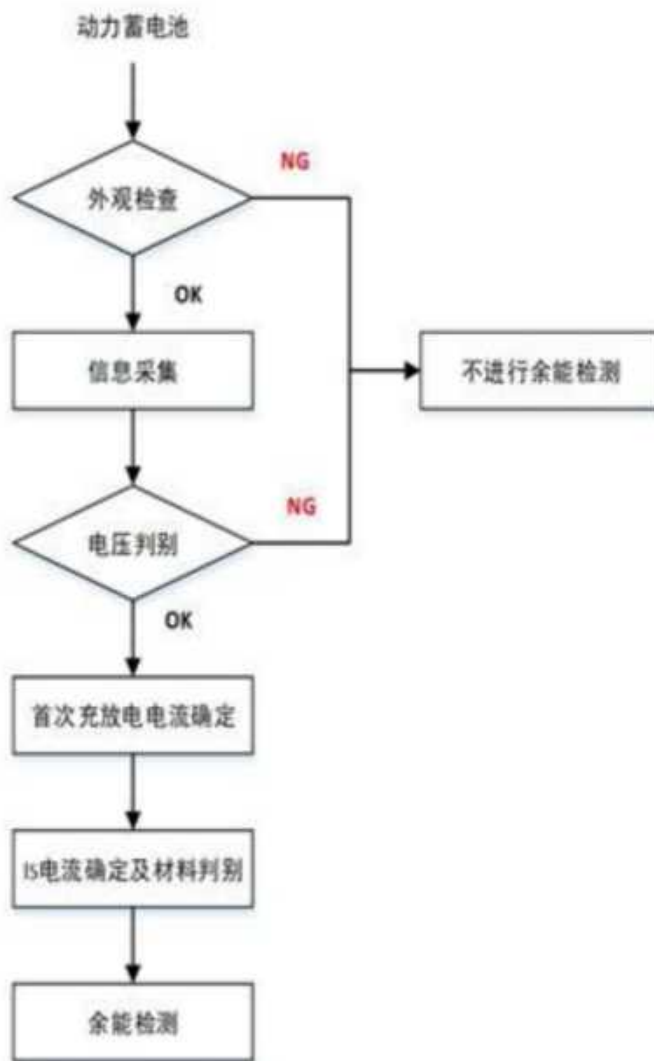 动力蓄电池
外观检查
NG
OK
信息采集
不进行余能检测
电压判别
NG
OK
首次充放电电流确定
I5电流确定及材料判别
余能检测